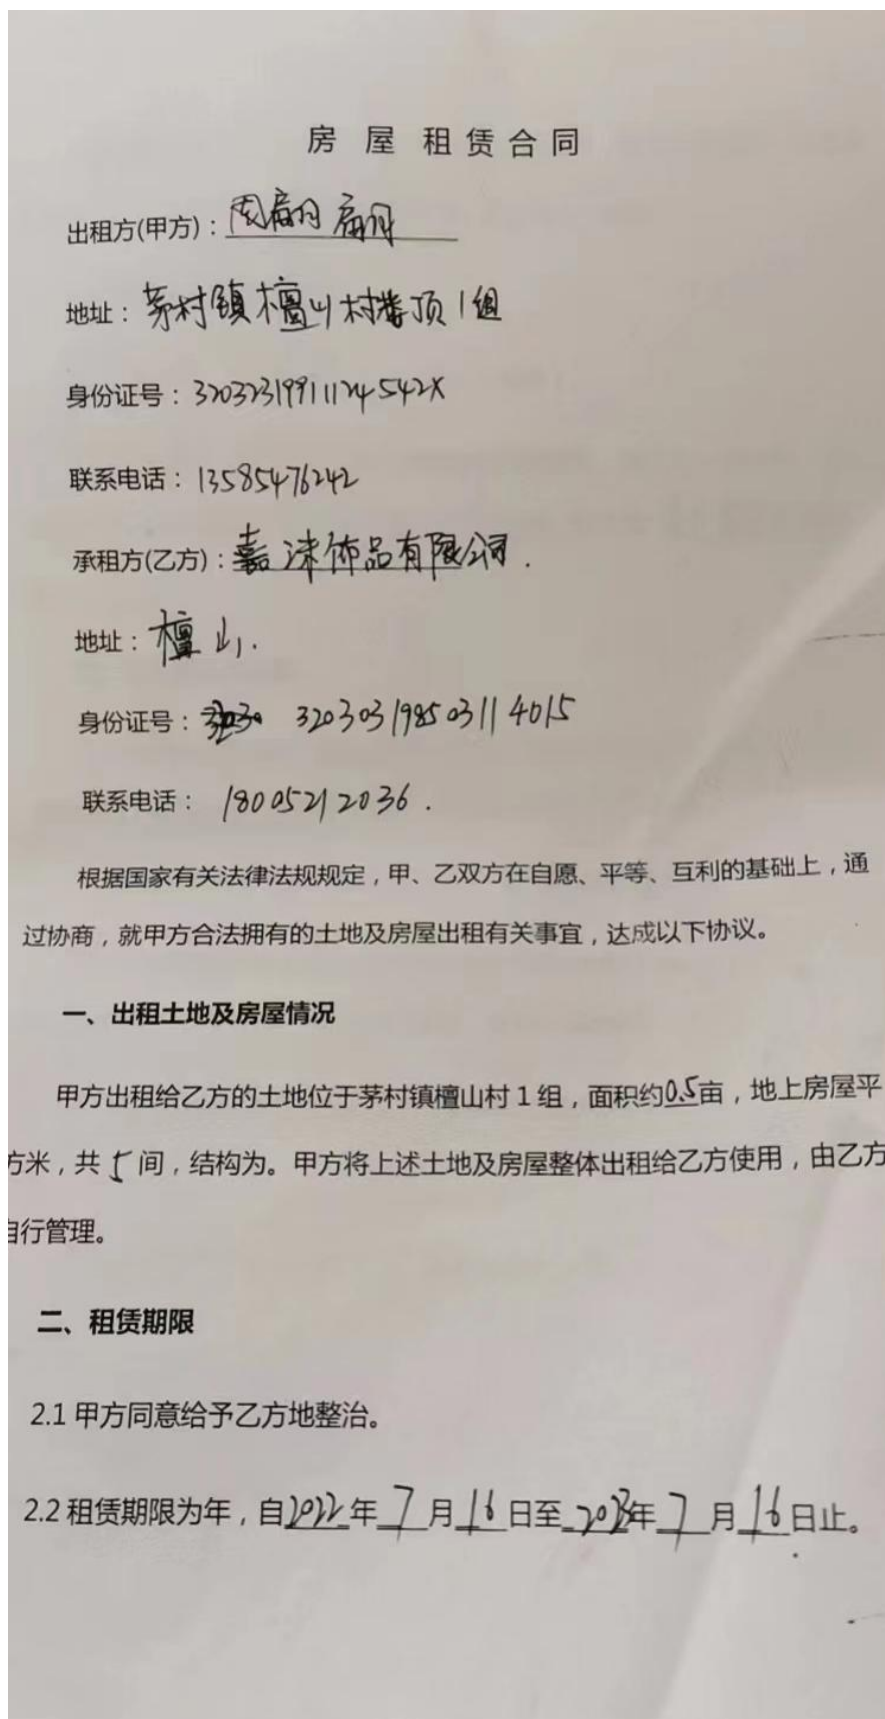 房屋租赁合同
出租方(甲方)：周
地址：茅村镇檀山村楼顶1组
身份证号：32032319911124542X
联系电话：13585476242
承租方(乙方)：嘉沫饰品有限公司.
地址：檀山.
身份证号： 320303198503114015
联系电话： 18005212036.
根据国家有关法律法规规定，甲、乙双方在自愿、平等、互利的基础上，通
过协商，就甲方合法拥有的土地及房屋出租有关事宜，达成以下协议。
一、出租土地及房屋情况
甲方出租给乙方的土地位于茅村镇檀山村1组，面积约0.5亩，地上房屋平
方米，共5间，结构为。甲方将上述土地及房屋整体出租给乙方使用，由乙方
自行管理。
二、租赁期限
2.1甲方同意给予乙方地整治。
2.2租赁期限为年，自2022年7月16日至2023年7月16日止。